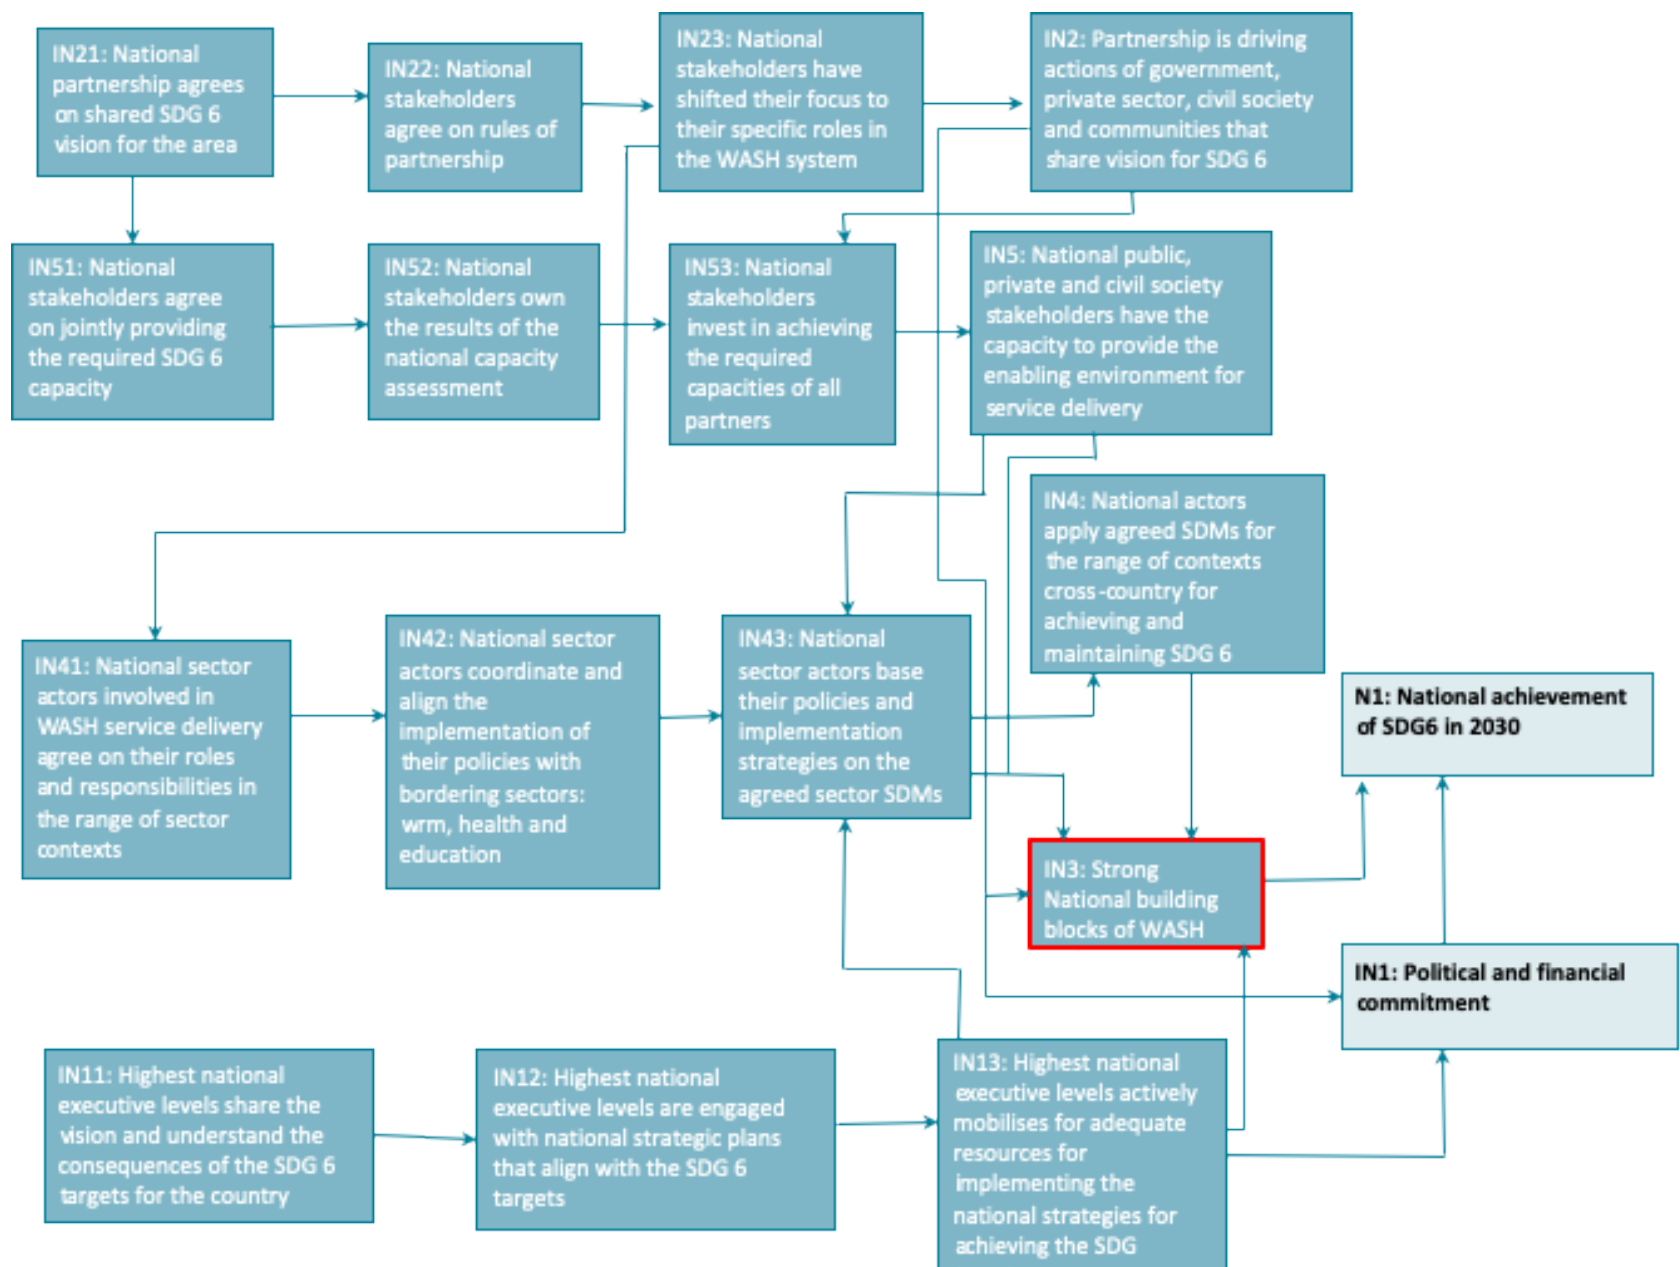 IN21: National
partnership agrees
on shared SDG 6
vision for the area
IN22: National
stakeholders
agree on rules of
partnership
IN23: National
stakeholders have
shifted their focus to
their specific roles in
the WASH system
IN2: Partnership is driving
actions of government,
private sector, civil society
and communities that
share vision for SDG 6
IN51: National
stakeholders agree
on jointly providing
the required SDG 6
capacity
IN52: National
stakeholders own
the results of the
national capacity
assessment
IN53: National
stakeholders
invest in achieving
the required
capacities of all
partners
IN5: National public,
private and civil society
stakeholders have the
capacity to provide the
enabling environment for
service delivery
IN4: National actors
apply agreed SDMs for
the range of contexts
cross-country for
achieving and
maintaining SDG 6
IN41: National sector
actors involved in
WASH service delivery
agree on their roles
and responsibilities in
the range of sector
contexts
IN42: National sector
actors coordinate and
align the
implementation of
their policies with
bordering sectors:
wrm, health and
education
IN43: National
sector actors base
their policies and
implementation
strategies on the
agreed sector SDMs
N1: National achievement
of SDG6 in 2030
IN3: Strong
National building
blocks of WASH
IN1: Political and financial
commitment
IN11: Highest national
executive levels share the
vision and understand the
consequences of the SDG 6
targets for the country
IN12: Highest national
executive levels are engaged
with national strategic plans
that align with the SDG 6
targets
IN13: Highest national
executive levels actively
mobilises for adequate
resources for
implementing the
national strategies for
achieving the SDG